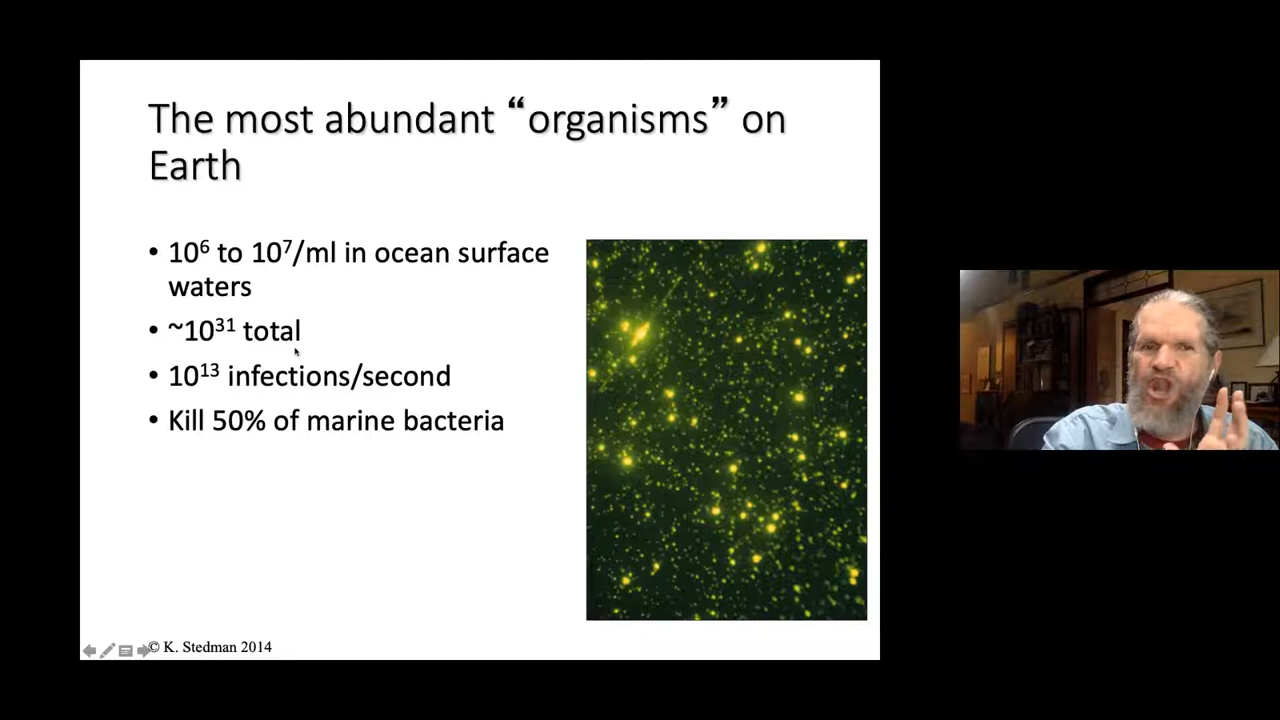 The most abundant “organisms” on
Earth
• 10⁶ to 10⁷/ml in ocean surface
waters
• ~10³¹ total
• 10¹³ infections/second
• Kill 50% of marine bacteria
© K. Stedman 2014